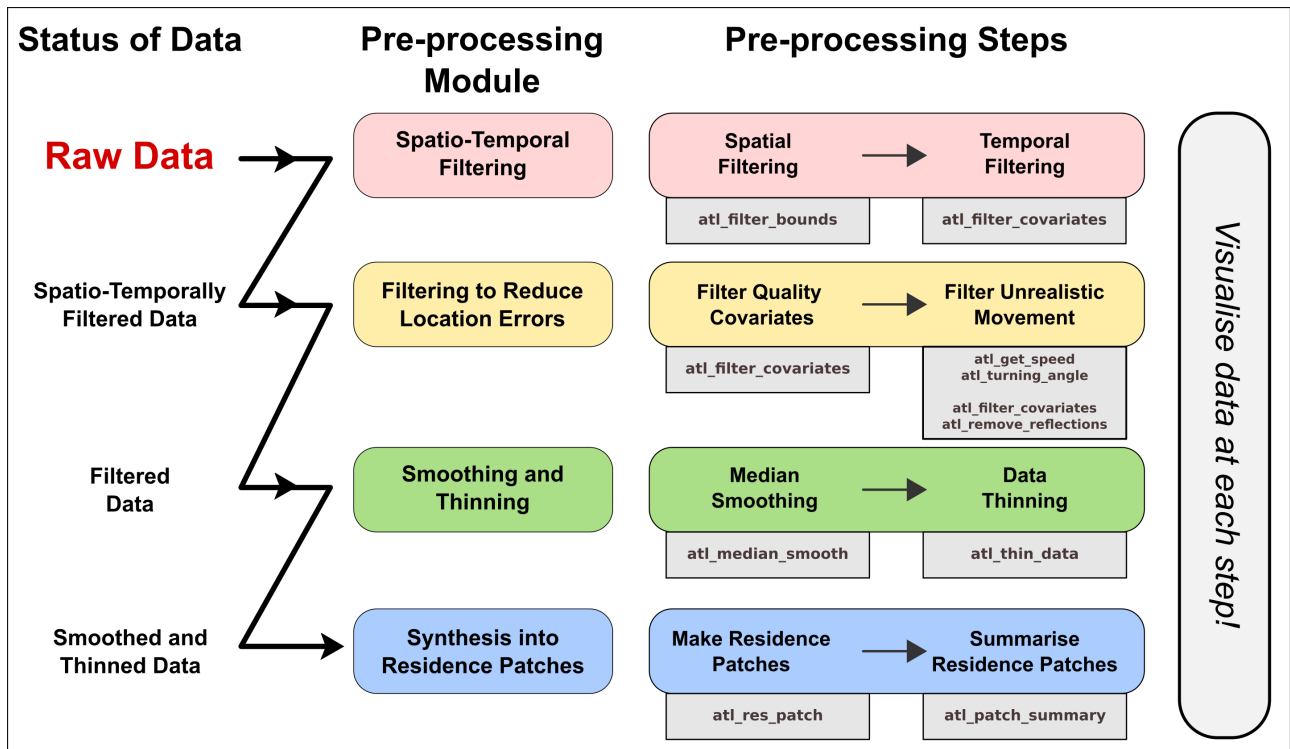 Status of Data
Pre-processing
Module
Pre-processing Steps
Raw Data
Spatio-Temporal
Filtering
Spatial
Filtering
Temporal
Filtering
atl_filter_bounds
atl_filter_covariates
Spatio-Temporally
Filtered Data
Filtering to Reduce
Location Errors
Filter Quality
Covariates
Filter Unrealistic
Movement
atl_filter_covariates
atl_get_speed
atl_turning_angle
atl_filter_covariates
atl_remove_reflections
Filtered
Data
Smoothing and
Thinning
Median
Smoothing
Data
Thinning
atl_median_smooth
atl_thin_data
Smoothed and
Thinned Data
Synthesis into
Residence Patches
Make Residence
Patches
Summarise
Residence Patches
atl_res_patch
atl_patch_summary
Visualise data at each step!